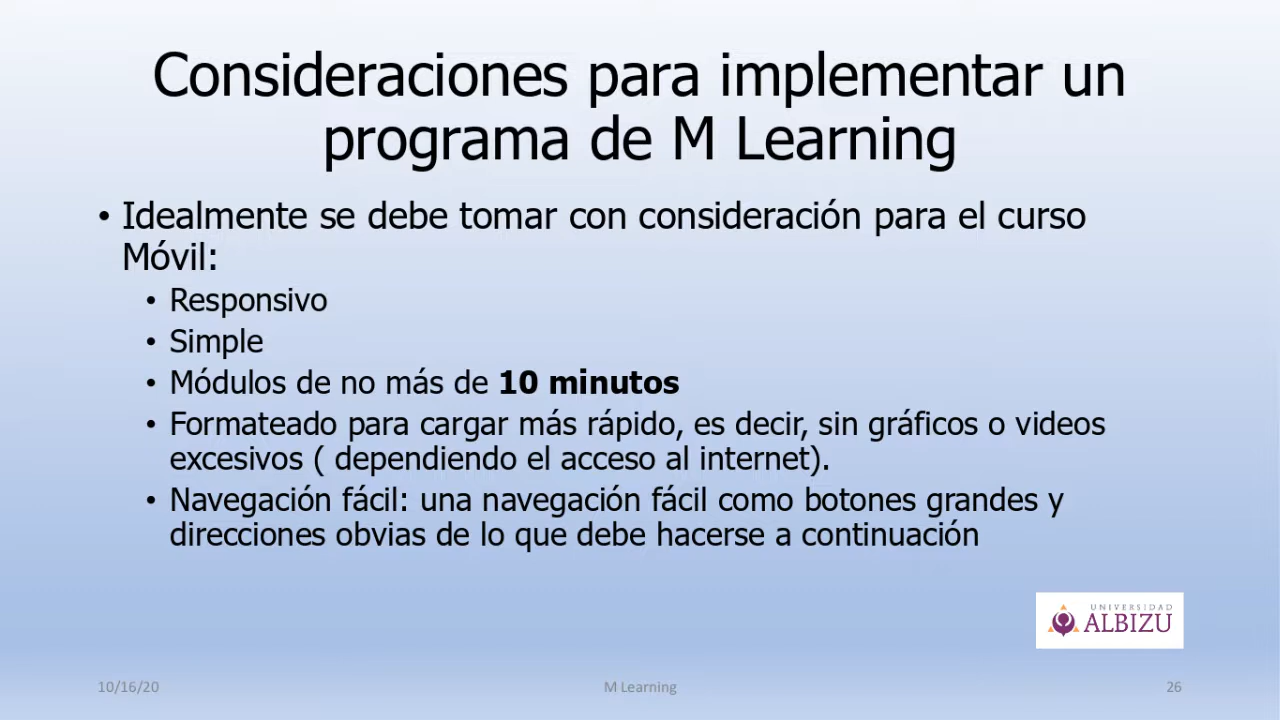 Consideraciones para implementar un
programa de M Learning
• Idealmente se debe tomar con consideración para el curso
Móvil:
• Responsivo
• Simple
• Módulos de no más de 10 minutos
• Formateado para cargar más rápido, es decir, sin gráficos o videos
excesivos ( dependiendo el acceso al internet).
• Navegación fácil: una navegación fácil como botones grandes y
direcciones obvias de lo que debe hacerse a continuación
UNIVERSIDAD
ALBIZU
10/16/20
M Learning
26